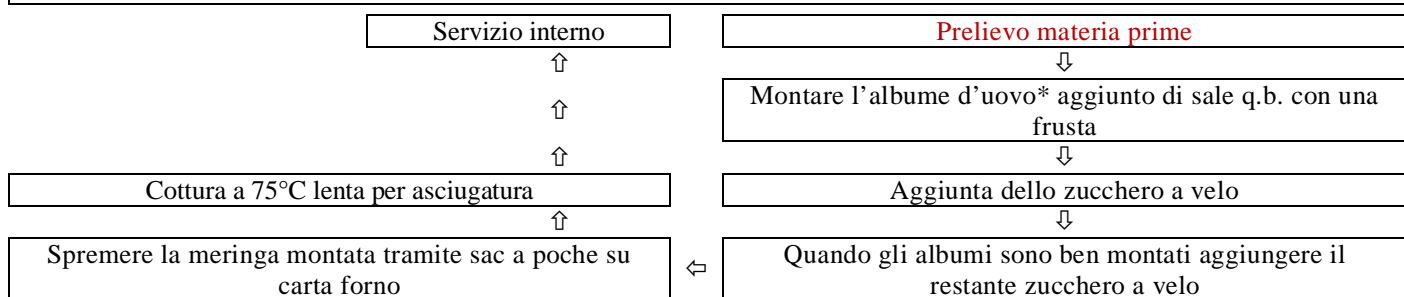 Servizio interno
Prelievo materia prime
⇧
⇩
⇧
Montare l’albume d’uovo* aggiunto di sale q.b. con una
frusta
⇧
⇩
Cottura a 75°C lenta per asciugatura
Aggiunta dello zucchero a velo
⇧
⇩
Spremere la meringa montata tramite sac a poche su
carta forno
⇦
Quando gli albumi sono ben montati aggiungere il
restante zucchero a velo